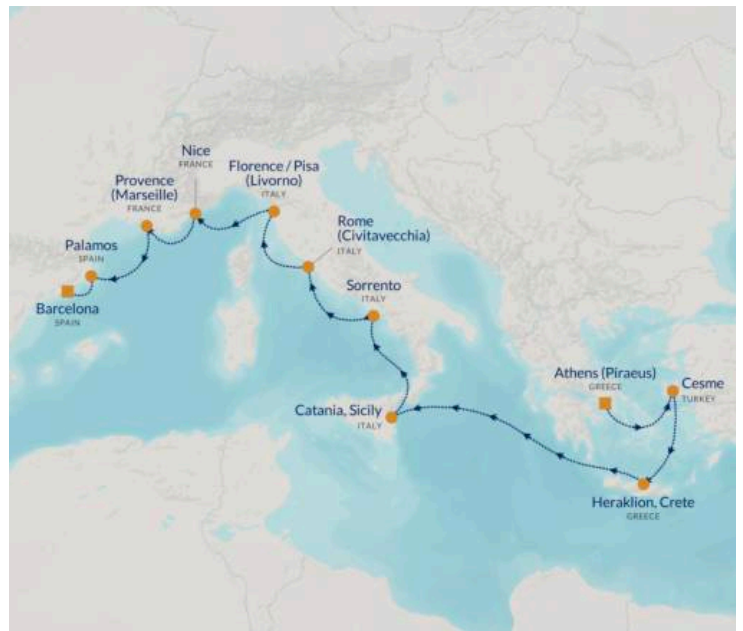 Nice
FRANCE
Florence / Pisa
(Livorno)
ITALY
Provence
(Marseille)
FRANCE
Rome
(Civitavecchia)
ITALY
Palamos
SPAIN
Sorrento
ITALY
Barcelona
SPAIN
Athens (Piraeus)
GREECE
Cesme
TURKEY
Catania, Sicily
ITALY
Heraklion, Crete
GREECE